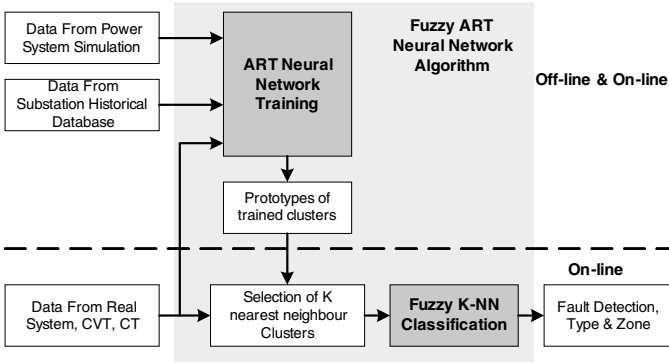 Data From Power
System Simulation
Data From
Substation Historical
Database
ART Neural
Network
Training
Fuzzy ART
Neural Network
Algorithm
Off-line & On-line
Prototypes of
trained clusters
On-line
Data From Real
System, CVT, CT
Selection of K
nearest neighbour
Clusters
Fuzzy K-NN
Classification
Fault Detection,
Type & Zone